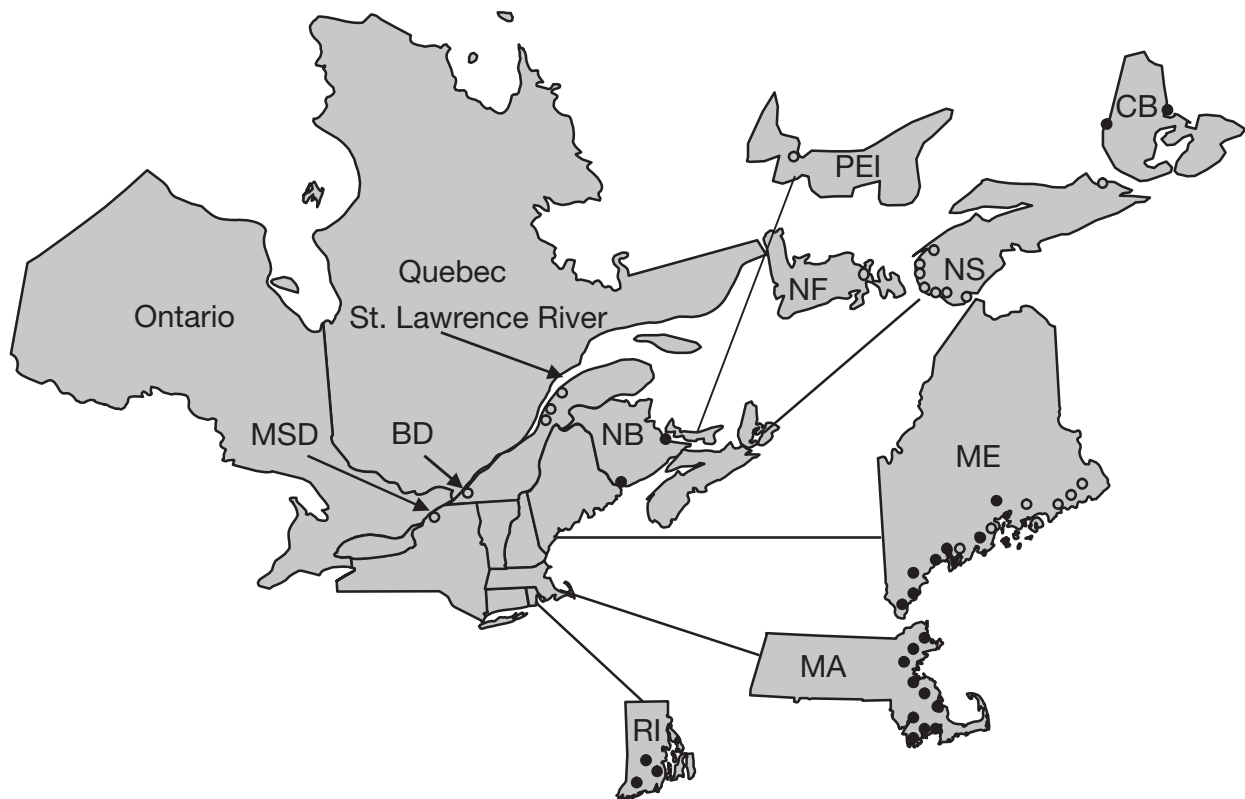 CB
PEI
Quebec
NS
NF
Ontario
St. Lawrence River
MSD
BD
NB
ME
MA
RI